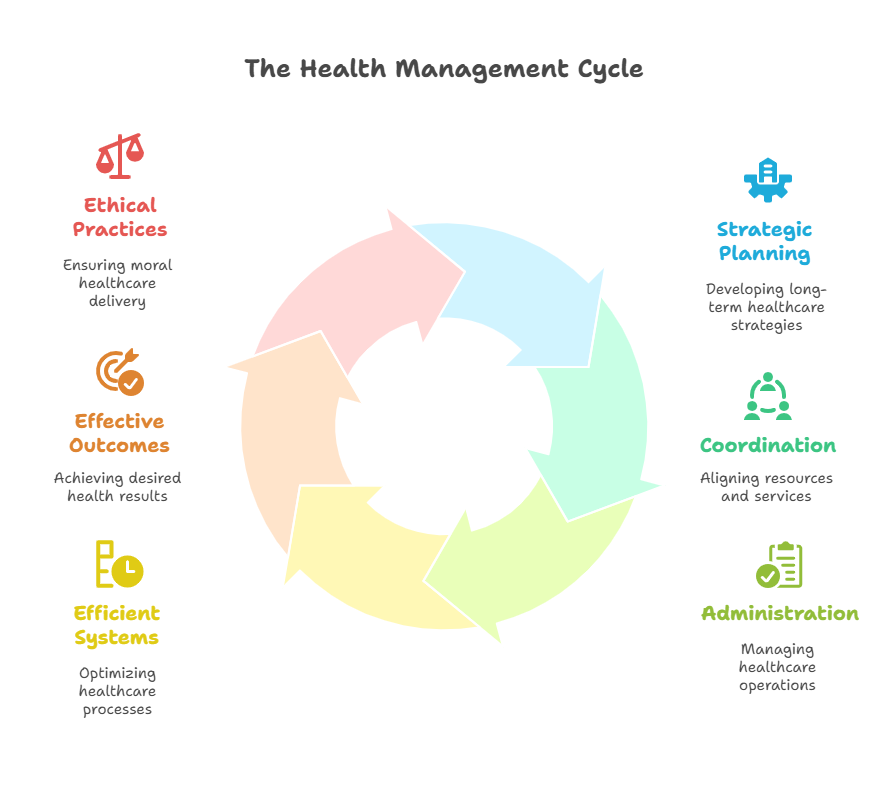 The Health Management Cycle
Ethical
Practices
Ensuring moral
healthcare
delivery
Effective
Outcomes
Achieving desired
health results
Efficient
Systems
Optimizing
healthcare
processes
Strategic
Planning
Developing long-
term healthcare
strategies
Coordination
Aligning resources
and services
Administration
Managing
healthcare
operations